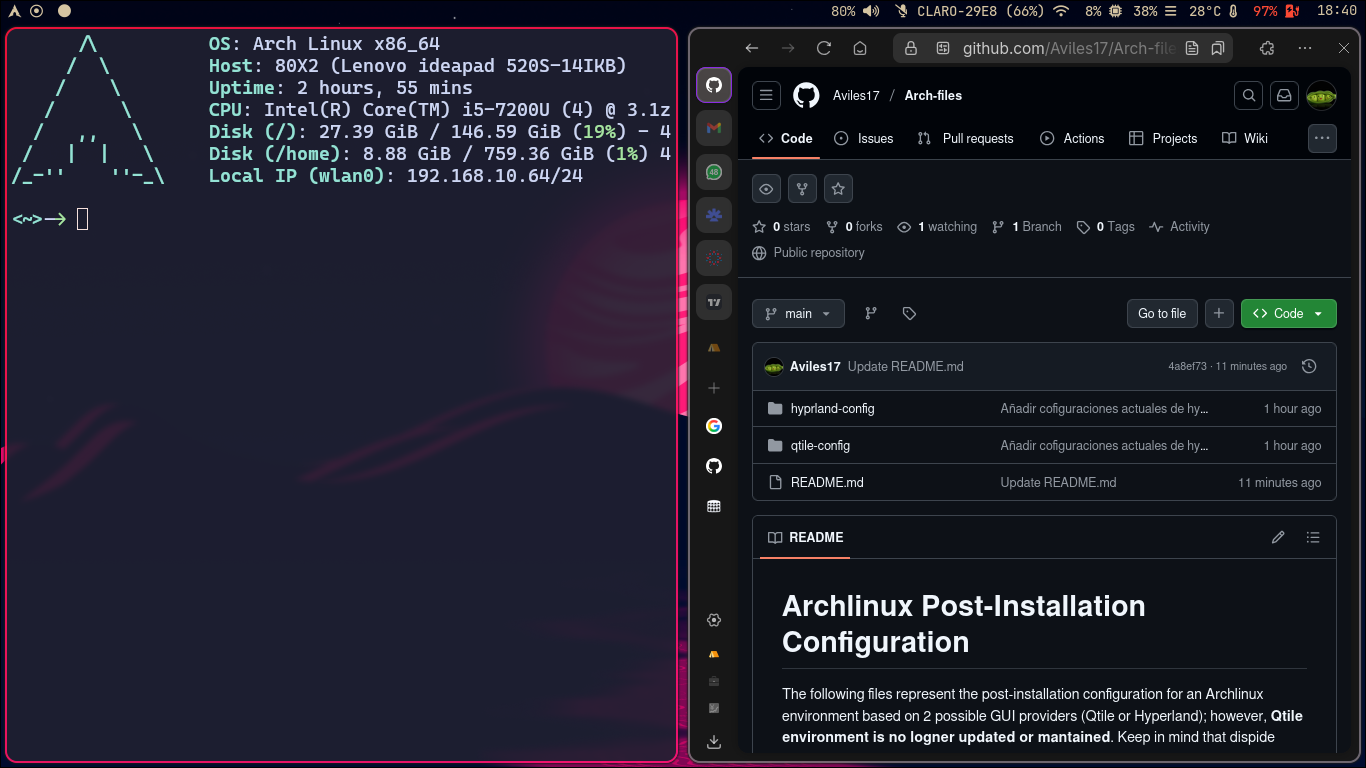 80% CLARO-29E8 (66%) 8% 38% 28°C 97% 18:40
OS: Arch Linux x86_64
Host: 80X2 (Lenovo ideapad 520S-14IKB)
Uptime: 2 hours, 55 mins
CPU: Intel(R) Core(TM) i5-7200U (4) @ 3.1z
Disk (/): 27.39 GiB / 146.59 GiB (19%) - 4
Disk (/home): 8.88 GiB / 759.36 GiB (1%) 4
Local IP (wlan0): 192.168.10.64/24
<~>—>
github.com/Aviles17/Arch-file
48
Aviles17 / Arch-files
Code Issues Pull requests Actions Projects Wiki
0 stars 0 forks 1 watching 1 Branch 0 Tags Activity
Public repository
main Go to file Code
Aviles17 Update README.md 4a8ef73 · 11 minutes ago
hyprland-config Añadir cofiguraciones actuales de hy... 1 hour ago
qtile-config Añadir cofiguraciones actuales de hy... 1 hour ago
README.md Update README.md 11 minutes ago
README
Archlinux Post-Installation
Configuration
The following files represent the post-installation configuration for an Archlinux
environment based on 2 possible GUI providers (Qtile or Hyperland); however, Qtile
environment is no logner updated or mantained. Keep in mind that dispide